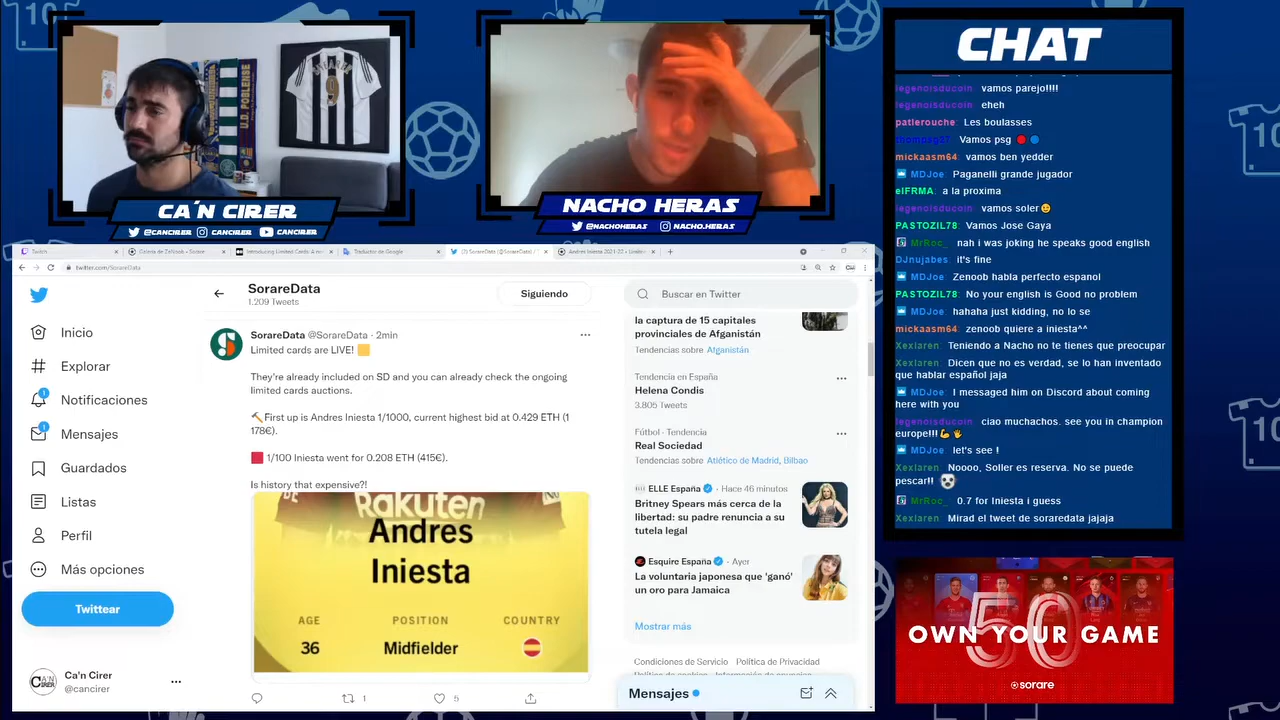 CA'N CIRER
@CANCIRER CANCIRER CANCIRER
NACHO HERAS
@NACHOHERAS NACHO.HERAS
CHAT
legenoisducoin vamos parejo!!!!
legenoisducoin eheh
patlerouche: Les boulasses
Vamos psg
mickaasm64: vamos ben yedder
MDJoe: Paganelli grande jugador
elFRMA: a la proxima
legenoisducoin vamos soler
PASTOZIL78: Vamos Jose Gaya
MrRoc_ nah i was joking he speaks good english
DJnujabes: it's fine
MDJoe: Zenoob habla perfecto espanol
PASTOZIL78: No your english is Good no problem
MDJoe: hahaha just kidding, no lo se
mickaasm64: zenoob quiere a iniesta^^
Xexlaren: Teniendo a Nacho no te tienes que preocupar
Xexlaren: Dicen que no es verdad, se lo han inventado
que hablar español jaja
MDJoe: I messaged him on Discord about coming
here with you
legenoisducoin ciao muchachos. see you in champion
europe!!!
MDJoe: let's see !
Xexlaren: Noooo, Soller es reserva. No se puede
pescar!!
MrRoc_ 0.7 for Iniesta i guess
Xexlaren: Mirad el tweet de soraredata jajaja
Twitch
Traductor de Google
twitter.com/SorareData
Inicio
Explorar
1 Notificaciones
1 Mensajes
Guardados
Listas
Perfil
Más opciones
Twittear
Ca'n Cirer
@cancirer
SorareData
1.209 Tweets
Siguiendo
SorareData @SorareData · 2min
Limited cards are LIVE!
They're already included on SD and you can already check the ongoing
limited cards auctions.
First up is Andres Iniesta 1/1000, current highest bid at 0.429 ETH (1
178€).
1/100 Iniesta went for 0.208 ETH (415€).
Is history that expensive?!
Rakuten
Andres
Iniesta
AGE POSITION COUNTRY
36 Midfielder
1 5
Buscar en Twitter
la captura de 15 capitales
provinciales de Afganistán
Tendencias sobre Afganistán
Tendencia en España
Helena Condis
3.805 Tweets
Fútbol · Tendencia
Real Sociedad
Tendencias sobre Atlético de Madrid, Bilbao
ELLE España · Hace 46 minutos
Britney Spears más cerca de la
libertad: su padre renuncia a su
tutela legal
Esquire España · Ayer
La voluntaria japonesa que 'ganó'
un oro para Jamaica
Mostrar más
Condiciones de Servicio Política de Privacidad
Mensajes
50
OWN YOUR GAME
sorare